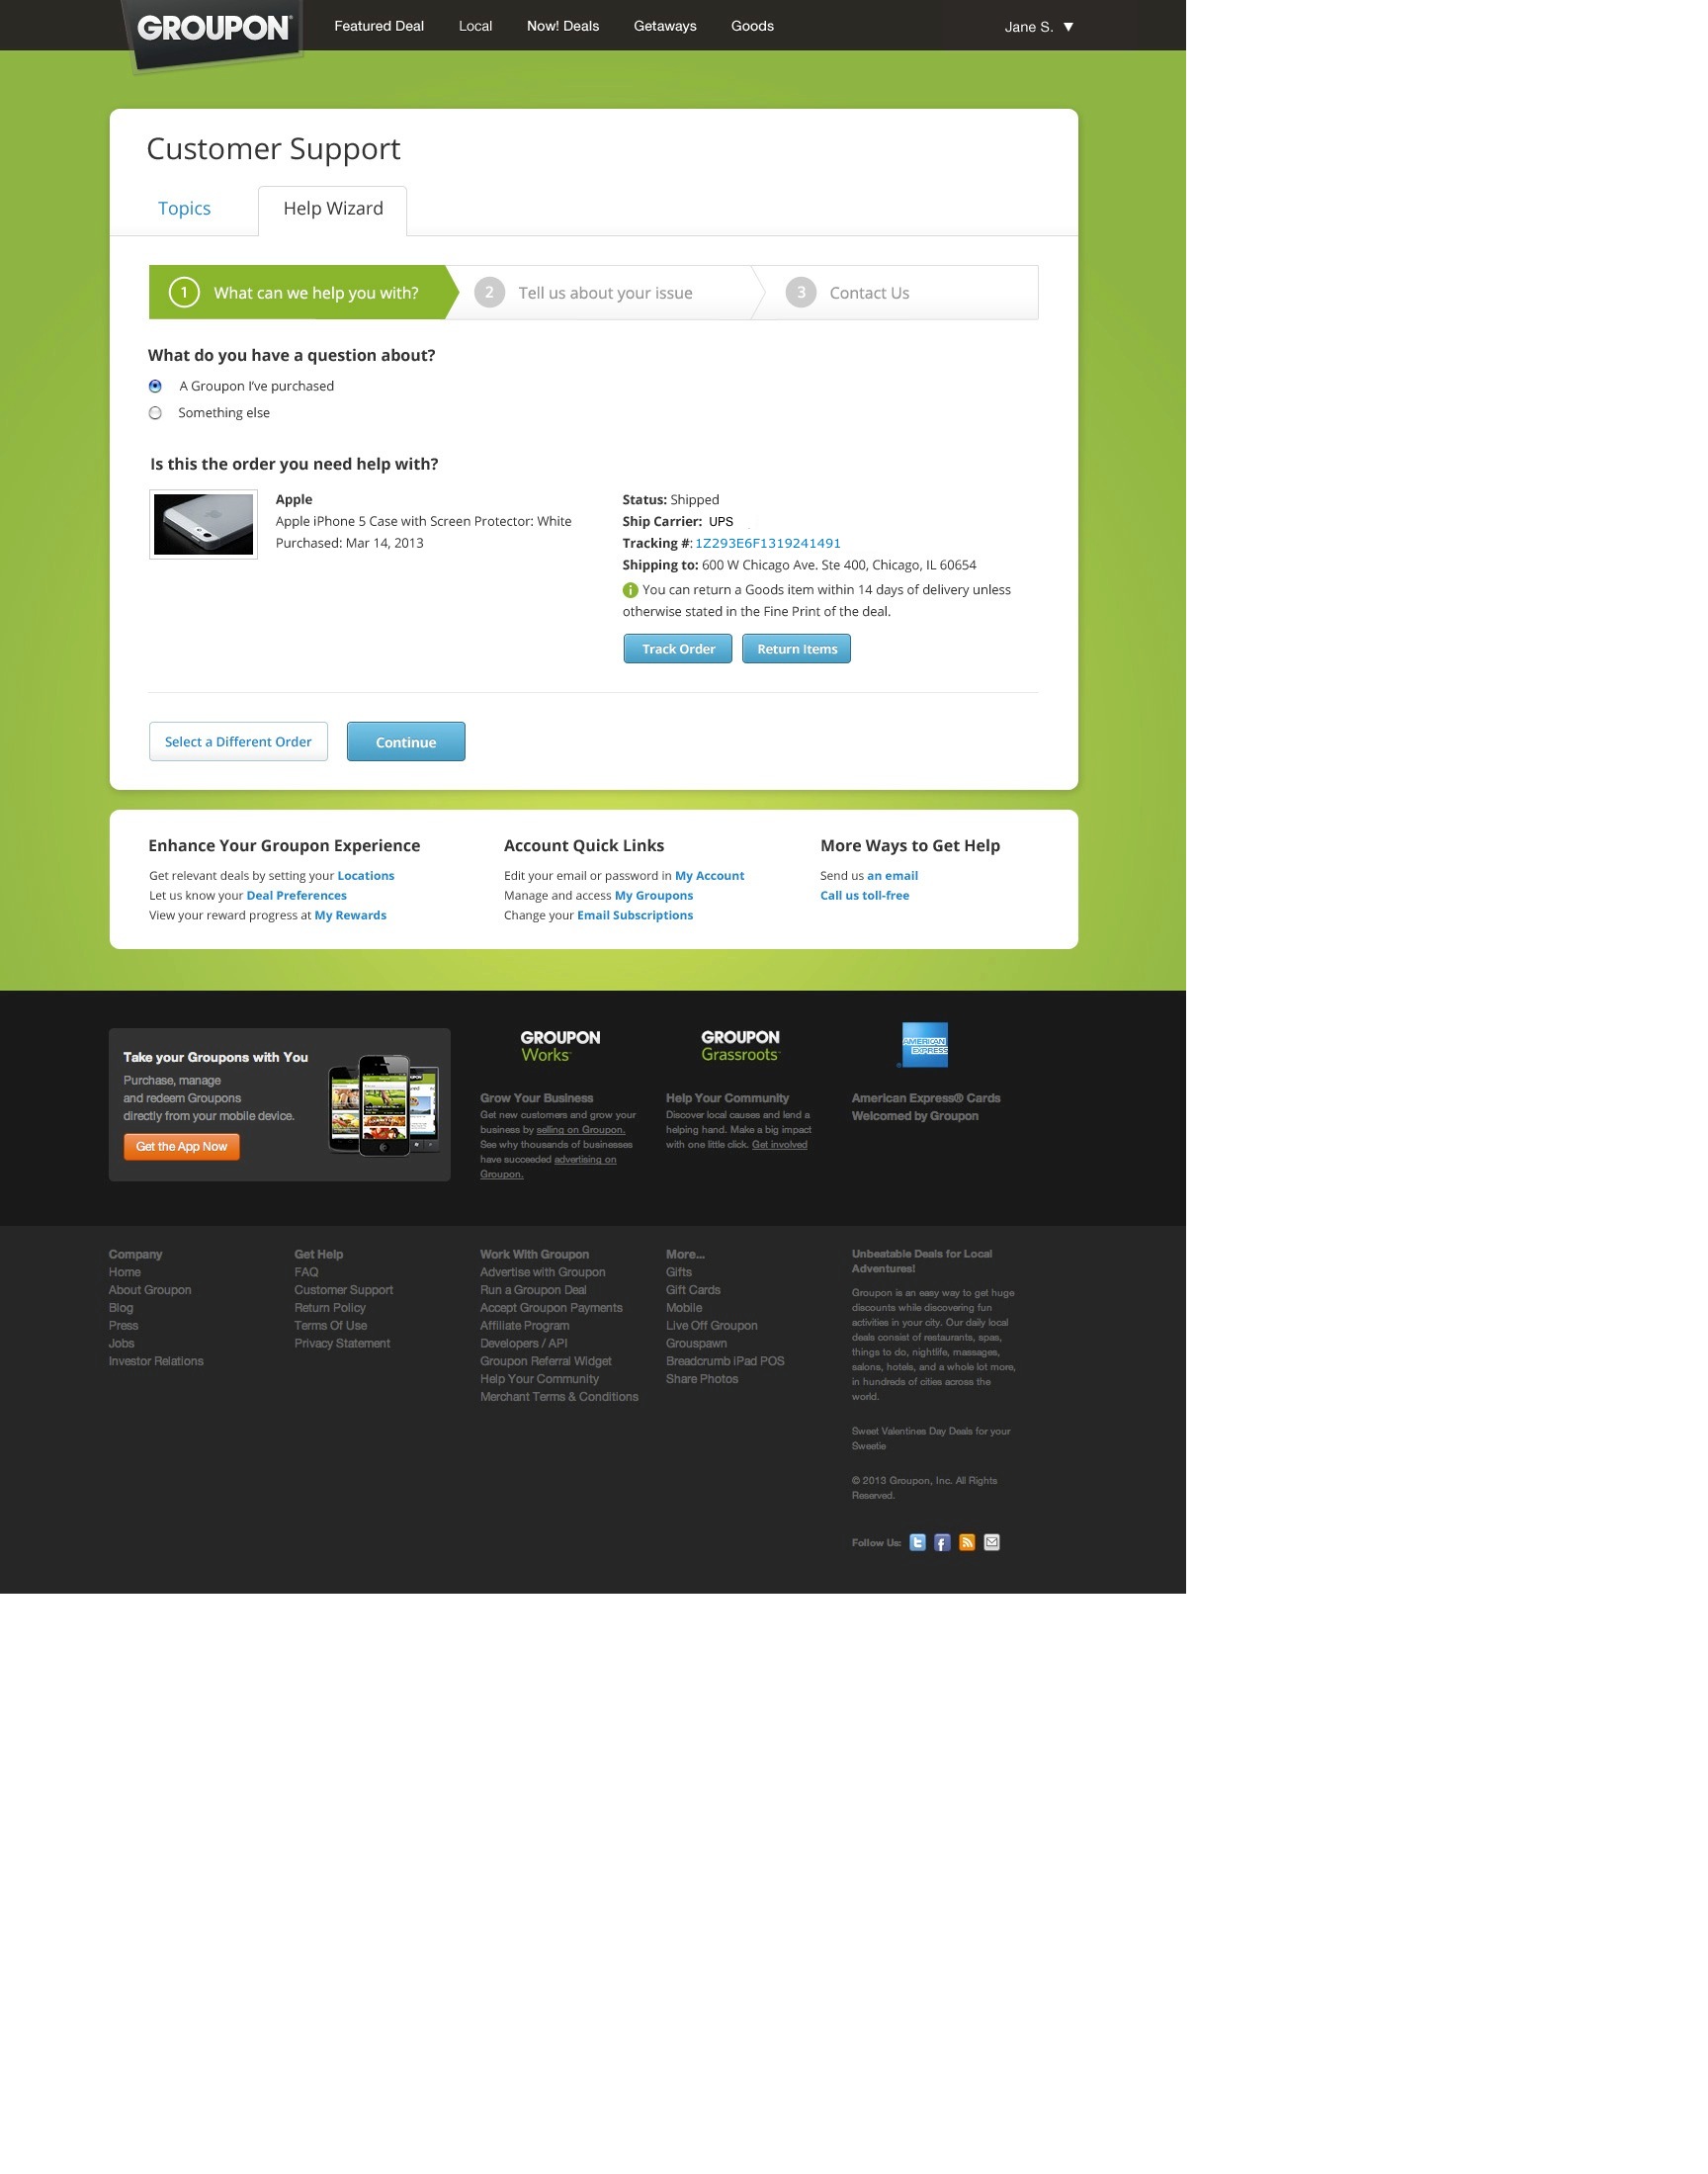 GROUPON
Featured Deal Local Now! Deals Getaways Goods
Jane S. ▼
Customer Support
Topics Help Wizard
1 What can we help you with? 2 Tell us about your issue 3 Contact Us
What do you have a question about?
A Groupon I've purchased
Something else
Is this the order you need help with?
Apple
Apple iPhone 5 Case with Screen Protector: White
Purchased: Mar 14, 2013
Status: Shipped
Ship Carrier: UPS
Tracking #: 1Z293E6F1319241491
Shipping to: 600 W Chicago Ave. Ste 400, Chicago, IL 60654
i You can return a Goods item within 14 days of delivery unless
otherwise stated in the Fine Print of the deal.
Track Order Return Items
Select a Different Order Continue
Enhance Your Groupon Experience
Get relevant deals by setting your Locations
Let us know your Deal Preferences
View your reward progress at My Rewards
Account Quick Links
Edit your email or password in My Account
Manage and access My Groupons
Change your Email Subscriptions
More Ways to Get Help
Send us an email
Call us toll-free
Take your Groupons with You
Purchase, manage
and redeem Groupons
directly from your mobile device.
Get the App Now
GROUPON
Works™
Grow Your Business
Get new customers and grow your
business by selling on Groupon.
See why thousands of businesses
have succeeded advertising on
Groupon.
GROUPON
Grassroots™
Help Your Community
Discover local causes and lend a
helping hand. Make a big impact
with one little click. Get involved
AMERICAN
EXPRESS
American Express® Cards
Welcomed by Groupon
Company
Home
About Groupon
Blog
Press
Jobs
Investor Relations
Get Help
FAQ
Customer Support
Return Policy
Terms Of Use
Privacy Statement
Work With Groupon
Advertise with Groupon
Run a Groupon Deal
Accept Groupon Payments
Affiliate Program
Developers / API
Groupon Referral Widget
Help Your Community
Merchant Terms & Conditions
More...
Gifts
Gift Cards
Mobile
Live Off Groupon
Grouspawn
Breadcrumb iPad POS
Share Photos
Unbeatable Deals for Local
Adventures!
Groupon is an easy way to get huge
discounts while discovering fun
activities in your city. Our daily local
deals consist of restaurants, spas,
things to do, nightlife, massages,
salons, hotels, and a whole lot more,
in hundreds of cities across the
world.
Sweet Valentines Day Deals for your
Sweetie
© 2013 Groupon, Inc. All Rights
Reserved.
Follow Us: